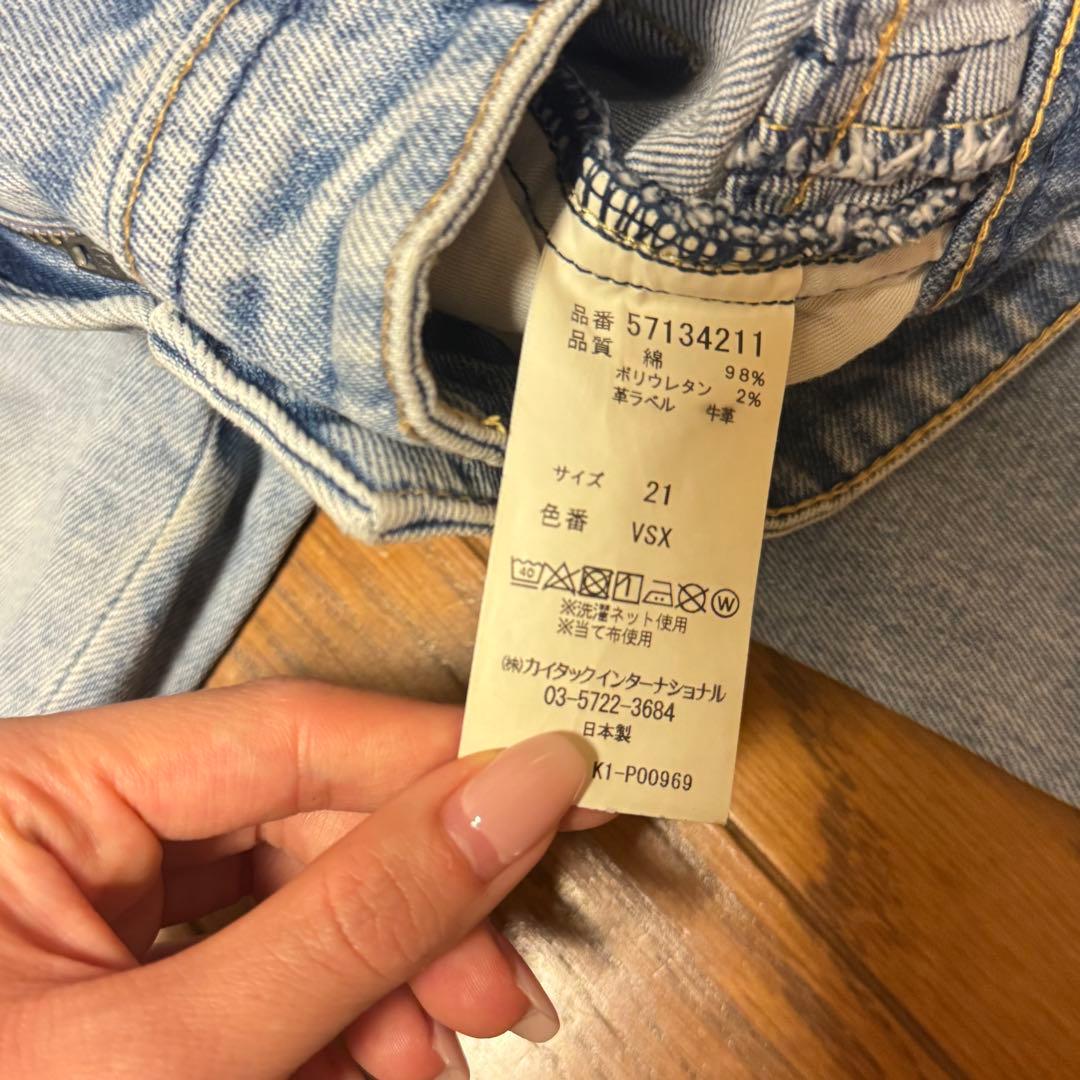 品番 57134211
品質 綿 98%
ポリウレタン 2%
革ラベル 牛革
サイズ 21
色番 VSX
40 W
※洗濯ネット使用
※当て布使用
㈱カイタックインターナショナル
03-5722-3684
日本製
K1-P00969